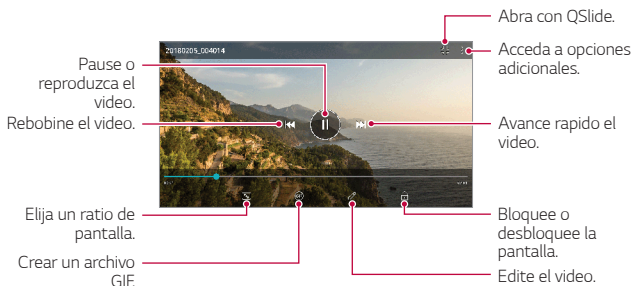 Abra con QSlide.
20180205_004014
Acceda a opciones
adicionales.
Pause o
reproduzca el
video.
Rebobine el video.
Avance rapido el
video.
Elija un ratio de
pantalla.
Bloquee o
desbloquee la
pantalla.
Crear un archivo
GIF.
Edite el video.